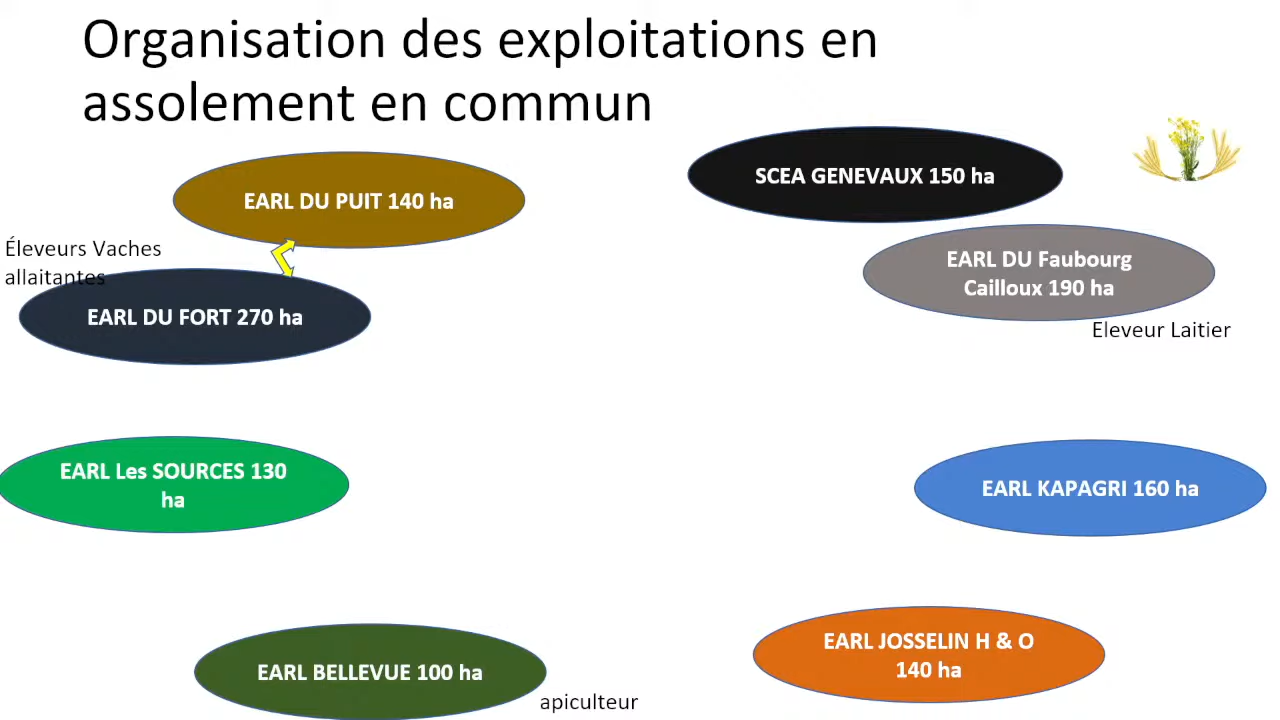 Organisation des exploitations en
assolement en commun
EARL DU PUIT 140 ha
SCEA GENEVAUX 150 ha
Éleveurs Vaches
allaitantes
EARL DU Faubourg
Cailloux 190 ha
EARL DU FORT 270 ha
Eleveur Laitier
EARL Les SOURCES 130
ha
EARL KAPAGRI 160 ha
EARL JOSSELIN H & O
140 ha
EARL BELLEVUE 100 ha
apiculteur